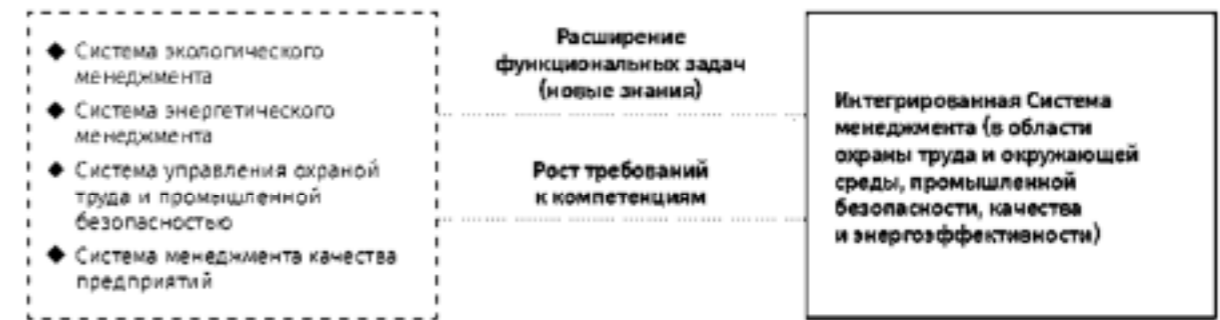 ◆ Система экологического
менеджмента
◆ Система энергетического
менеджмента
◆ Система управления охраной
труда и промышленной
безопасностью
◆ Система менеджмента качества
предприятий
Расширение
функциональных задач
(новые знания)
Рост требований
к компетенциям
Интегрированная Система
менеджмента (в области
охраны труда и окружающей
среды, промышленной
безопасности, качества
и энергоэффективности)